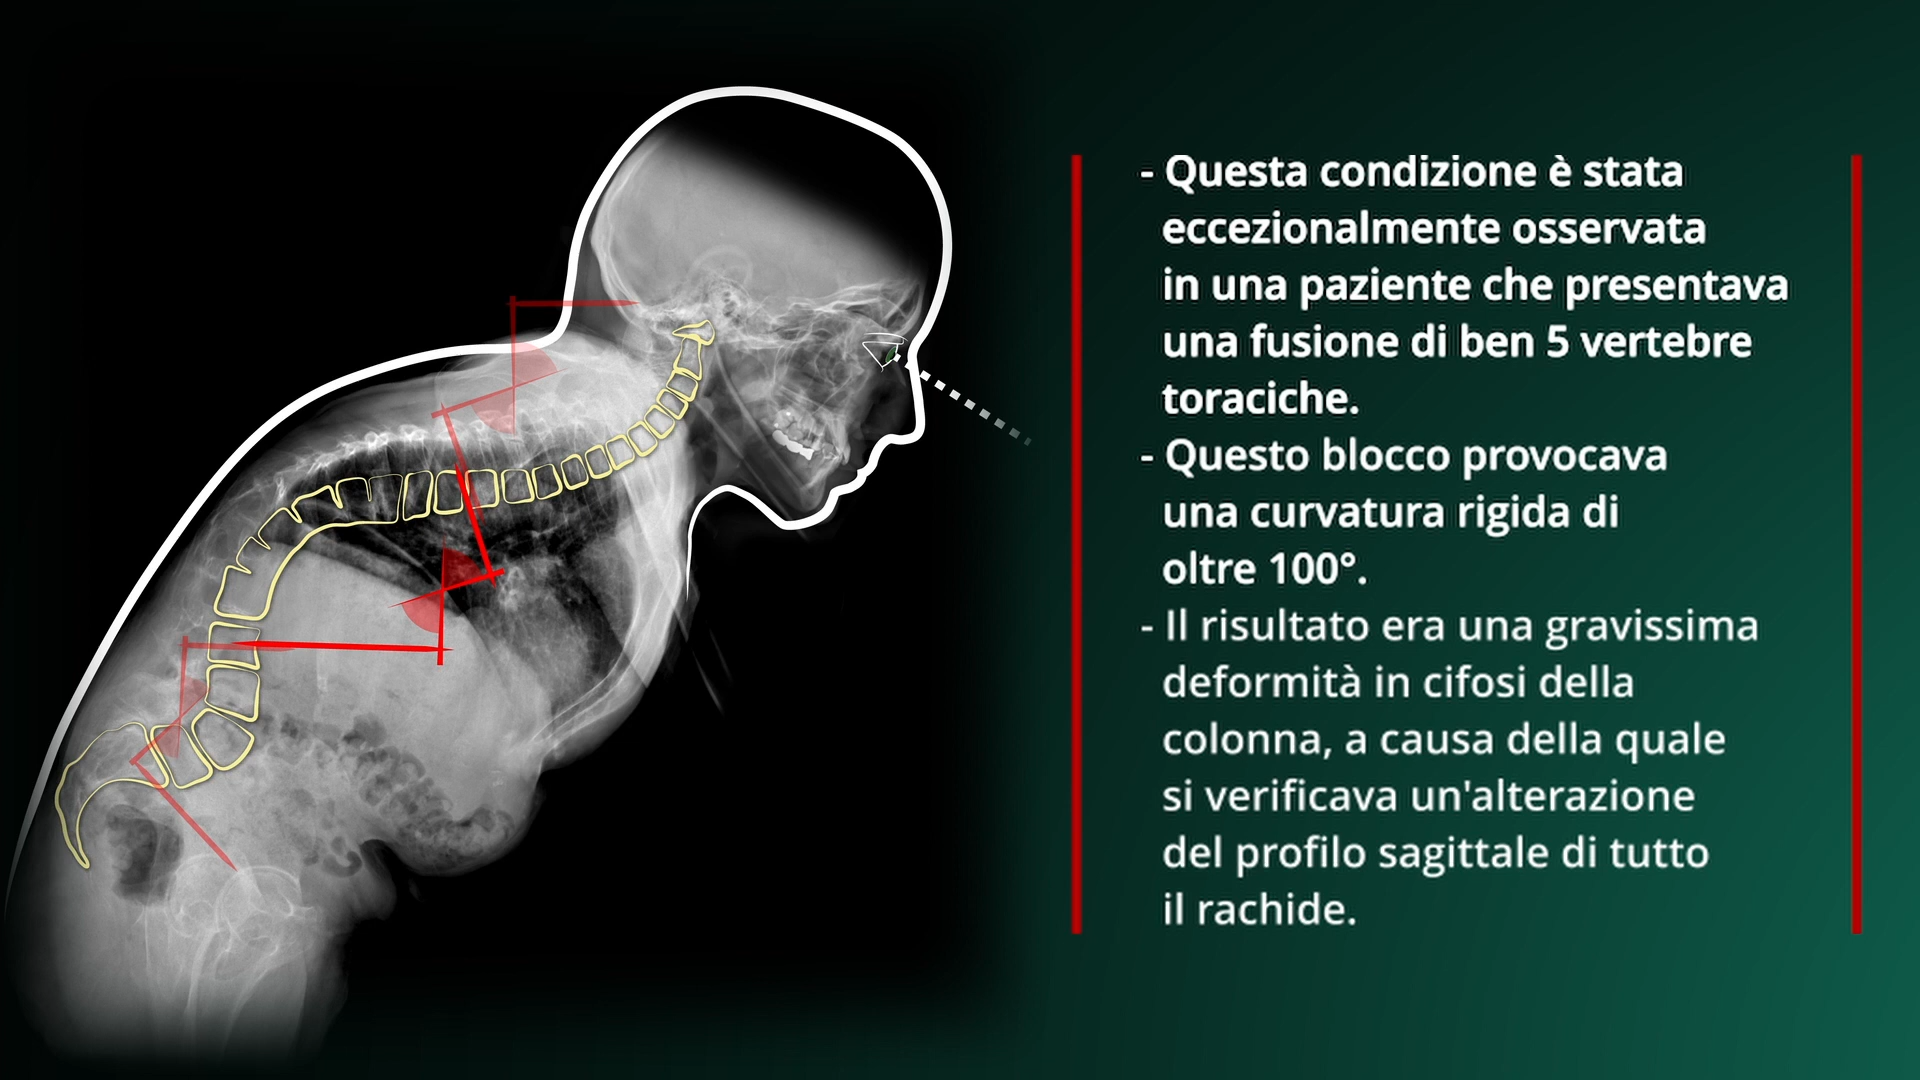 - Questa condizione è stata
eccezionalmente osservata
in una paziente che presentava
una fusione di ben 5 vertebre
toraciche.
- Questo blocco provocava
una curvatura rigida di
oltre 100°.
- Il risultato era una gravissima
deformità in cifosi della
colonna, a causa della quale
si verificava un'alterazione
del profilo sagittale di tutto
il rachide.